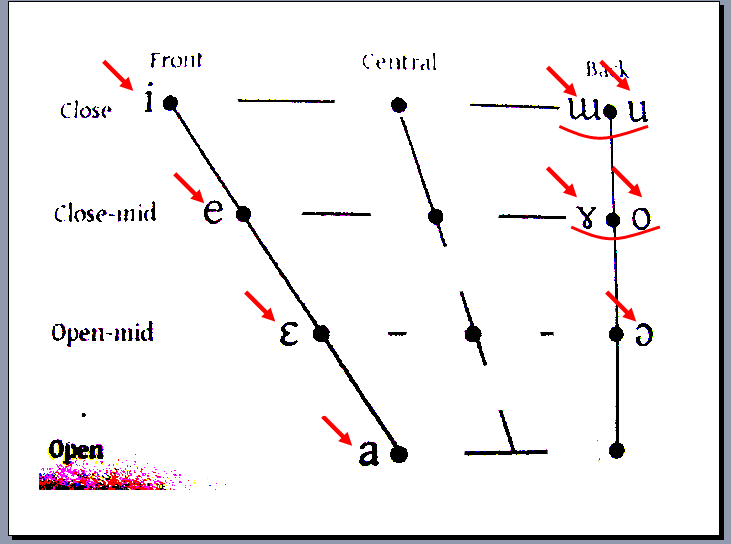 Front Central Back
Close i ɯ u
Close-mid e ɤ o
Open-mid ɛ ɔ
Open a